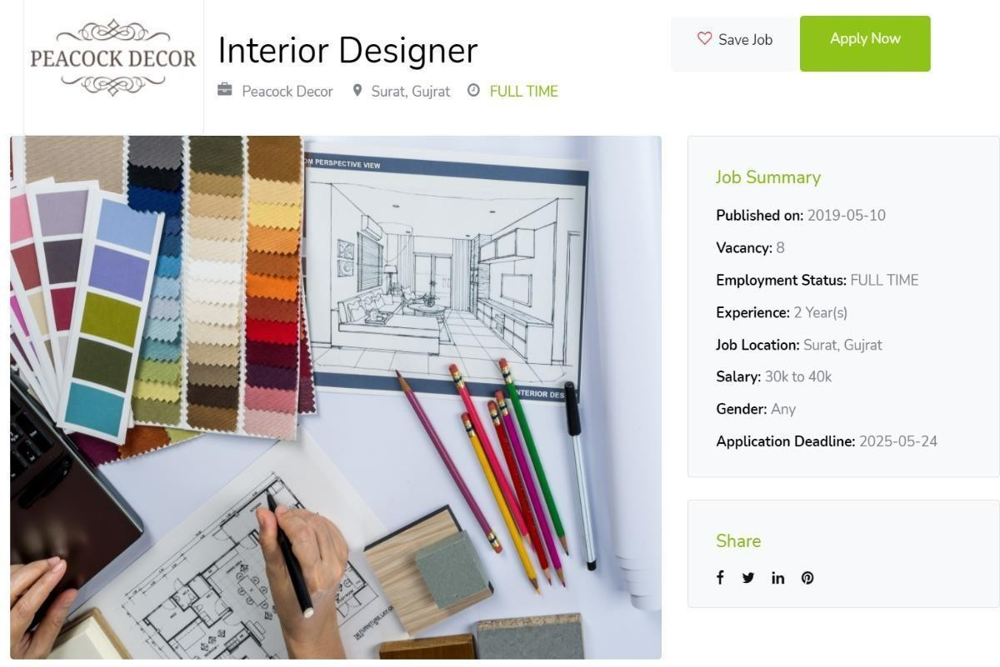 PEACOCK DECOR
Interior Designer
Peacock Decor Surat, Gujrat FULL TIME
Save Job
Apply Now
OM PERSPECTIVE VIEW
NTERIOR DES
Job Summary
Published on: 2019-05-10
Vacancy: 8
Employment Status: FULL TIME
Experience: 2 Year(s)
Job Location: Surat, Gujrat
Salary: 30k to 40k
Gender: Any
Application Deadline: 2025-05-24
Share